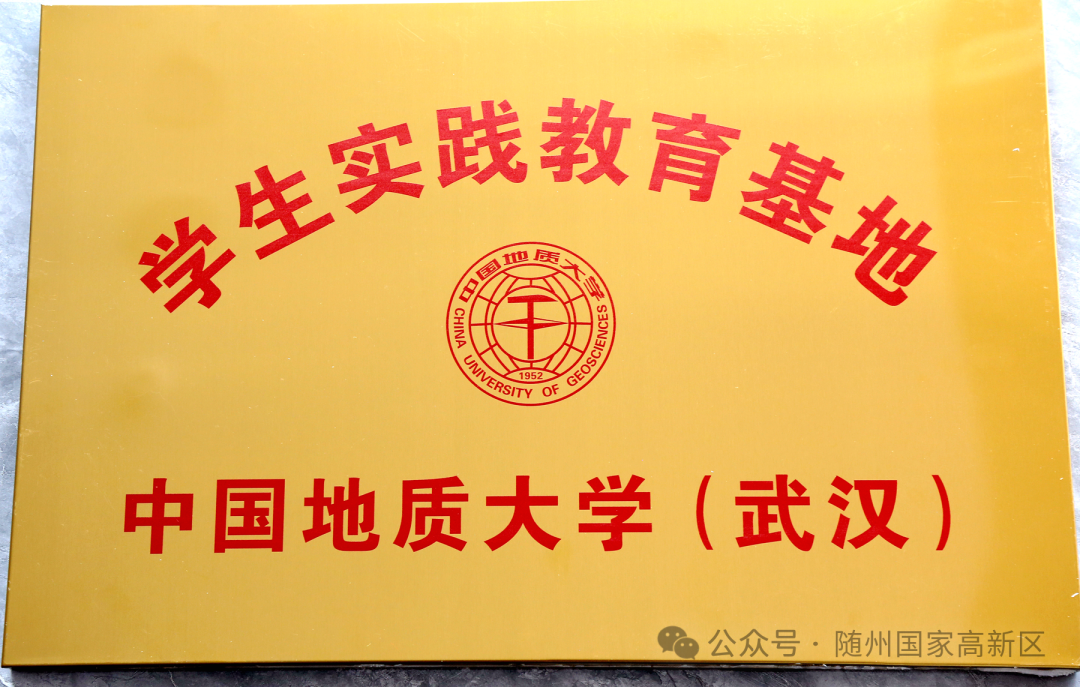 学生实践教育基地
中国地质大学
CHINA UNIVERSITY OF GEOSCIENCES
1952
中国地质大学（武汉）
公众号·随州国家高新区